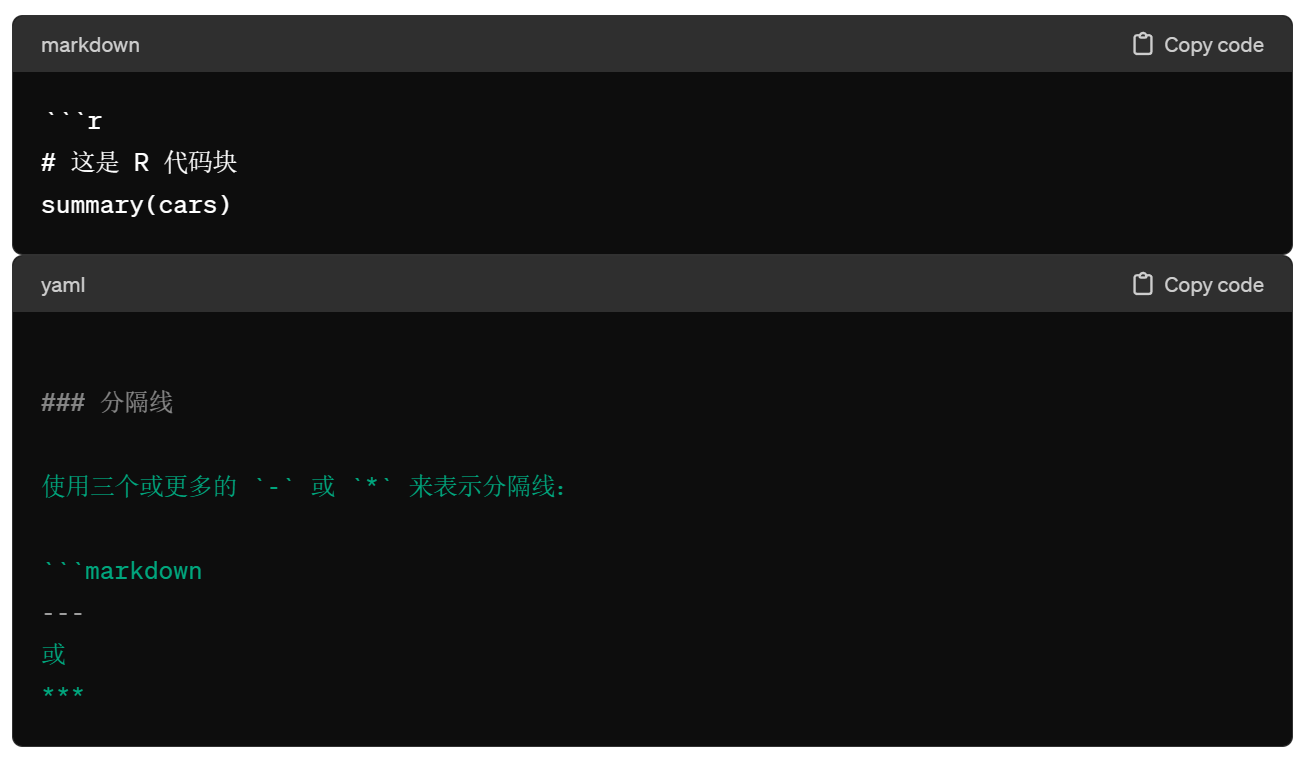 markdown
Copy code
```r
# 这是 R 代码块
summary(cars)
yaml
Copy code
### 分隔线
使用三个或更多的 `-` 或 `*` 来表示分隔线：
```markdown
---
或
***